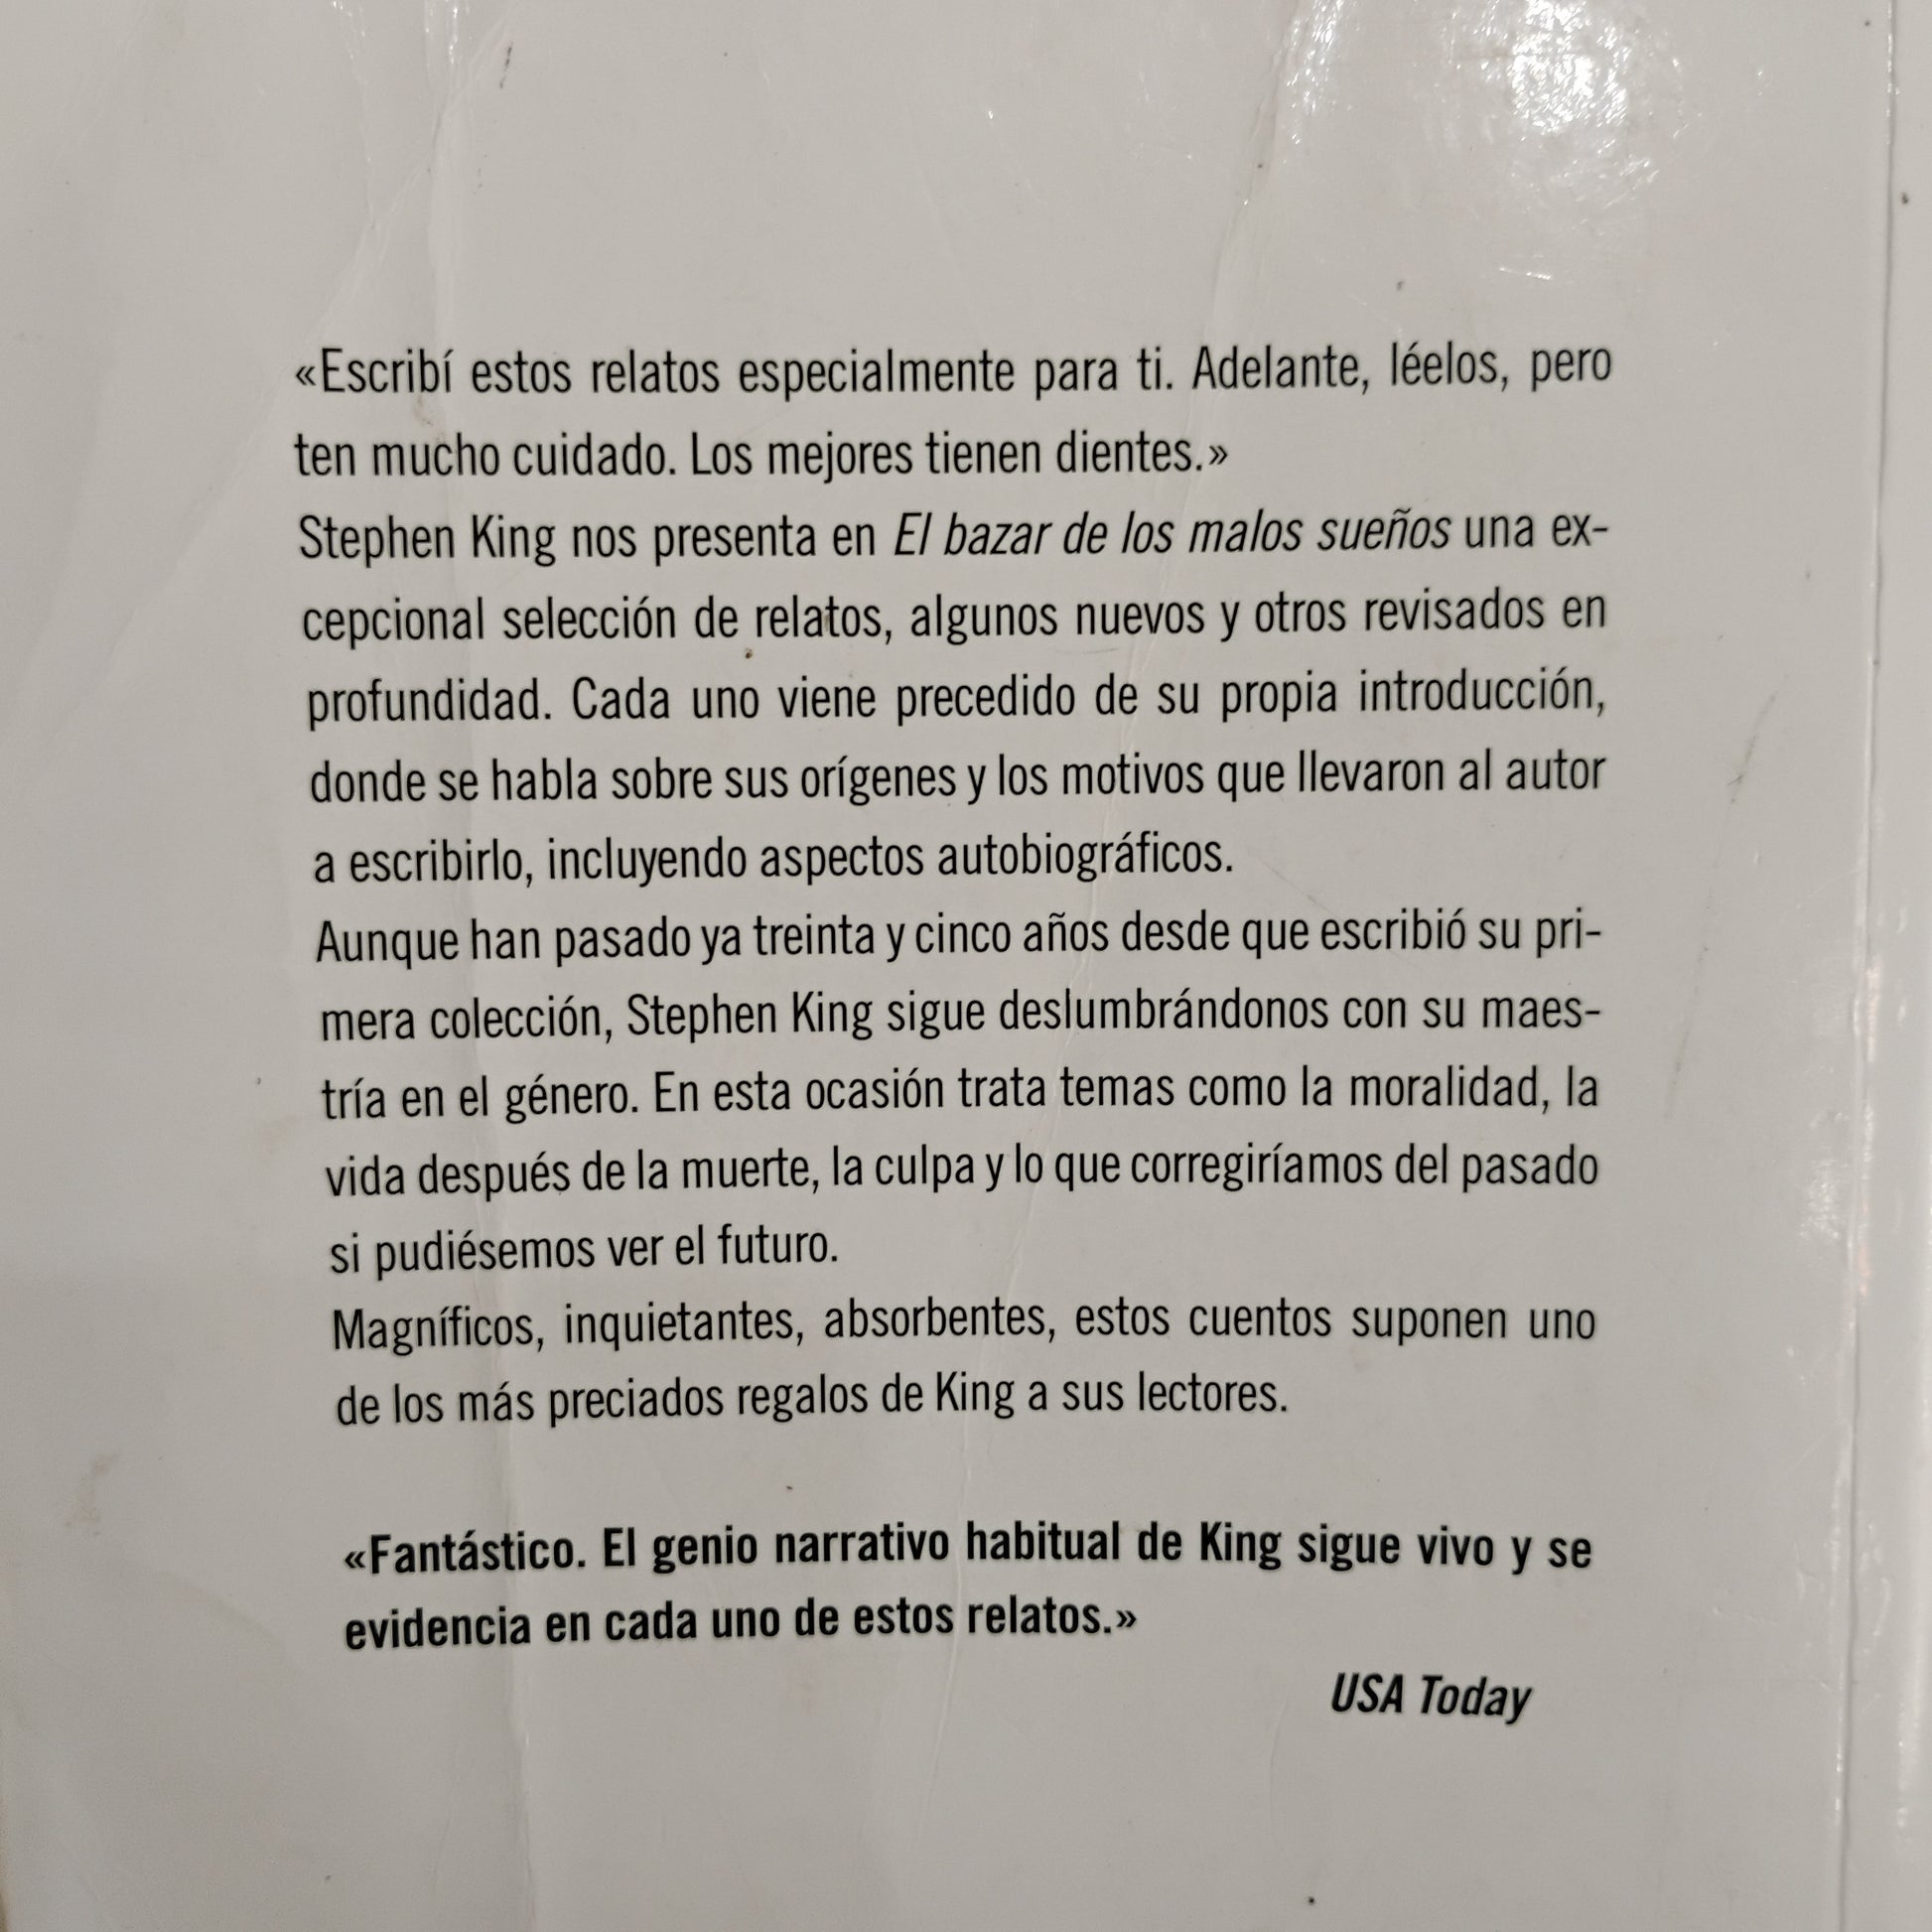 «Escribí estos relatos especialmente para ti. Adelante, léelos, pero
ten mucho cuidado. Los mejores tienen dientes.»
Stephen King nos presenta en El bazar de los malos sueños una ex-
cepcional selección de relatos, algunos nuevos y otros revisados en
profundidad. Cada uno viene precedido de su propia introducción,
donde se habla sobre sus orígenes y los motivos que llevaron al autor
a escribirlo, incluyendo aspectos autobiográficos.
Aunque han pasado ya treinta y cinco años desde que escribió su pri-
mera colección, Stephen King sigue deslumbrándonos con su maes-
tría en el género. En esta ocasión trata temas como la moralidad, la
vida después de la muerte, la culpa y lo que corregiríamos del pasado
si pudiésemos ver el futuro.
Magníficos, inquietantes, absorbentes, estos cuentos suponen uno
de los más preciados regalos de King a sus lectores.
«Fantástico. El genio narrativo habitual de King sigue vivo y se
evidencia en cada uno de estos relatos.»
USA Today